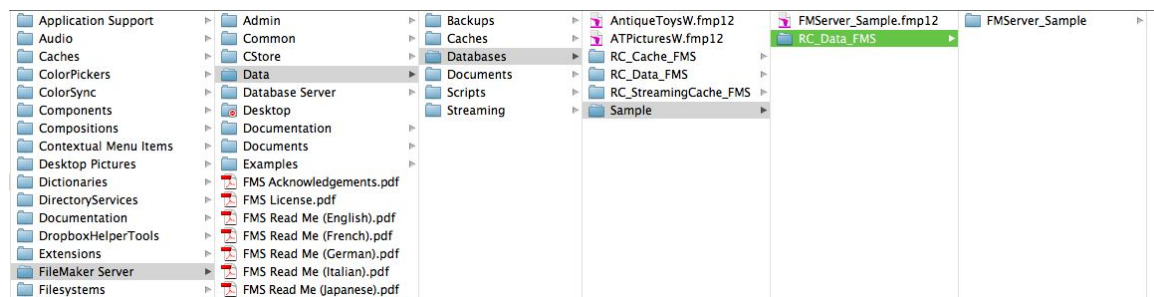 Application Support
Audio
Caches
ColorPickers
ColorSync
Components
Compositions
Contextual Menu Items
Desktop Pictures
Dictionaries
DirectoryServices
Documentation
DropboxHelperTools
Extensions
FileMaker Server
Filesystems
Admin
Common
CStore
Data
Database Server
Desktop
Documentation
Documents
Examples
FMS Acknowledgements.pdf
FMS License.pdf
FMS Read Me (English).pdf
FMS Read Me (French).pdf
FMS Read Me (German).pdf
FMS Read Me (Italian).pdf
FMS Read Me (Japanese).pdf
Backups
Caches
Databases
Documents
Scripts
Streaming
AntiqueToysW.fmp12
ATPicturesW.fmp12
RC_Cache_FMS
RC_Data_FMS
RC_StreamingCache_FMS
Sample
FMServer_Sample.fmp12
RC_Data_FMS
FMServer_Sample